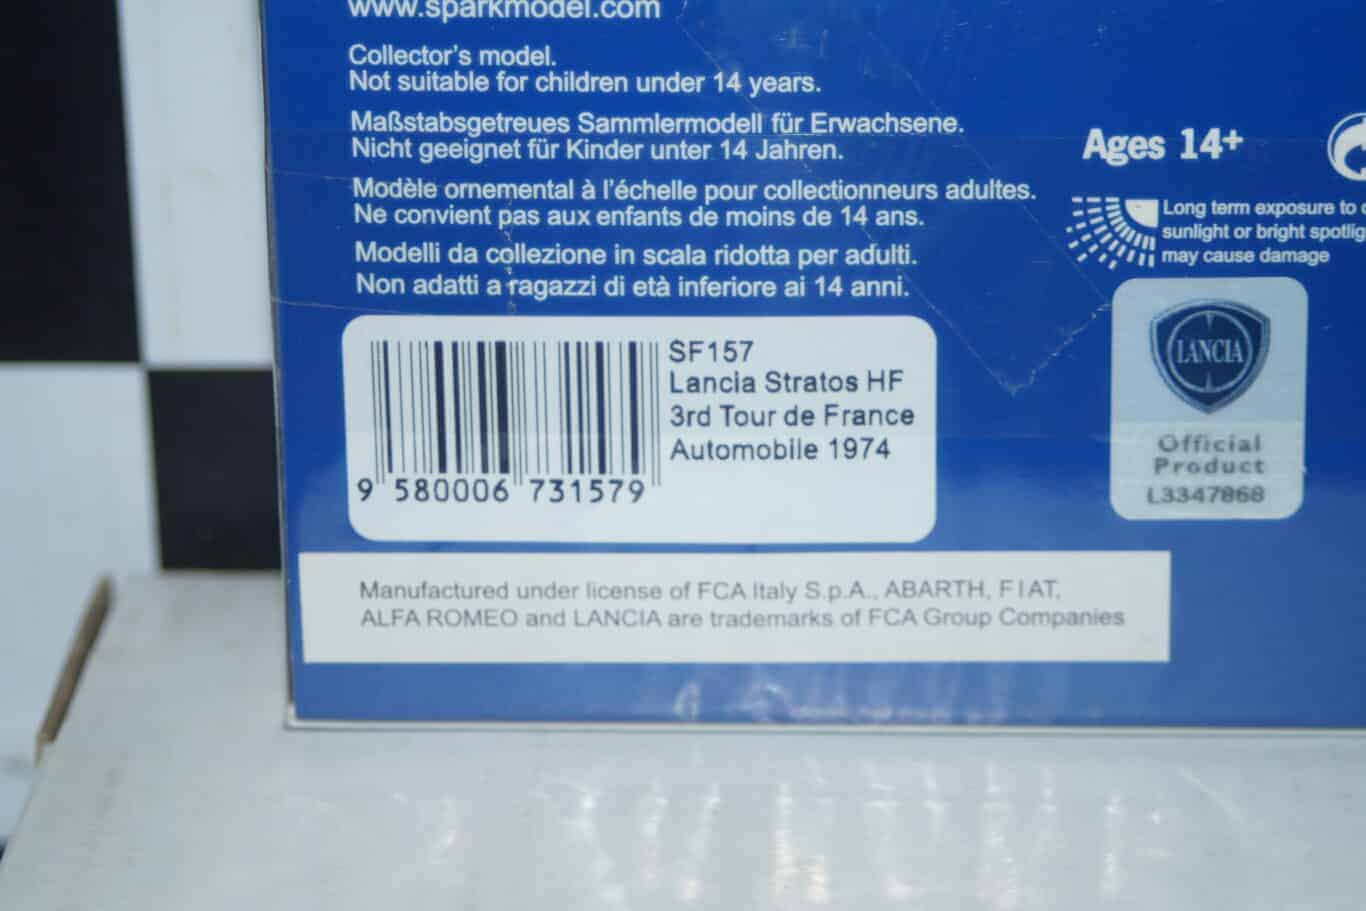 www.sparkmodel.com
Collector's model.
Not suitable for children under 14 years.
Maßstabsgetreues Sammlermodell für Erwachsene.
Nicht geeignet für Kinder unter 14 Jahren.
Modèle ornemental à l'échelle pour collectionneurs adultes.
Ne convient pas aux enfants de moins de 14 ans.
Modelli da collezione in scala ridotta per adulti.
Non adatti a ragazzi di età inferiore ai 14 anni.
Ages 14+
Long term exposure to
sunlight or bright
may cause damage
SF157
Lancia Stratos HF
3rd Tour de France
Automobile 1974
9 580006 731579
LANCIA
Official
Product
L3347868
Manufactured under license of FCA Italy S.p.A., ABARTH, FIAT,
ALFA ROMEO and LANCIA are trademarks of FCA Group Companies